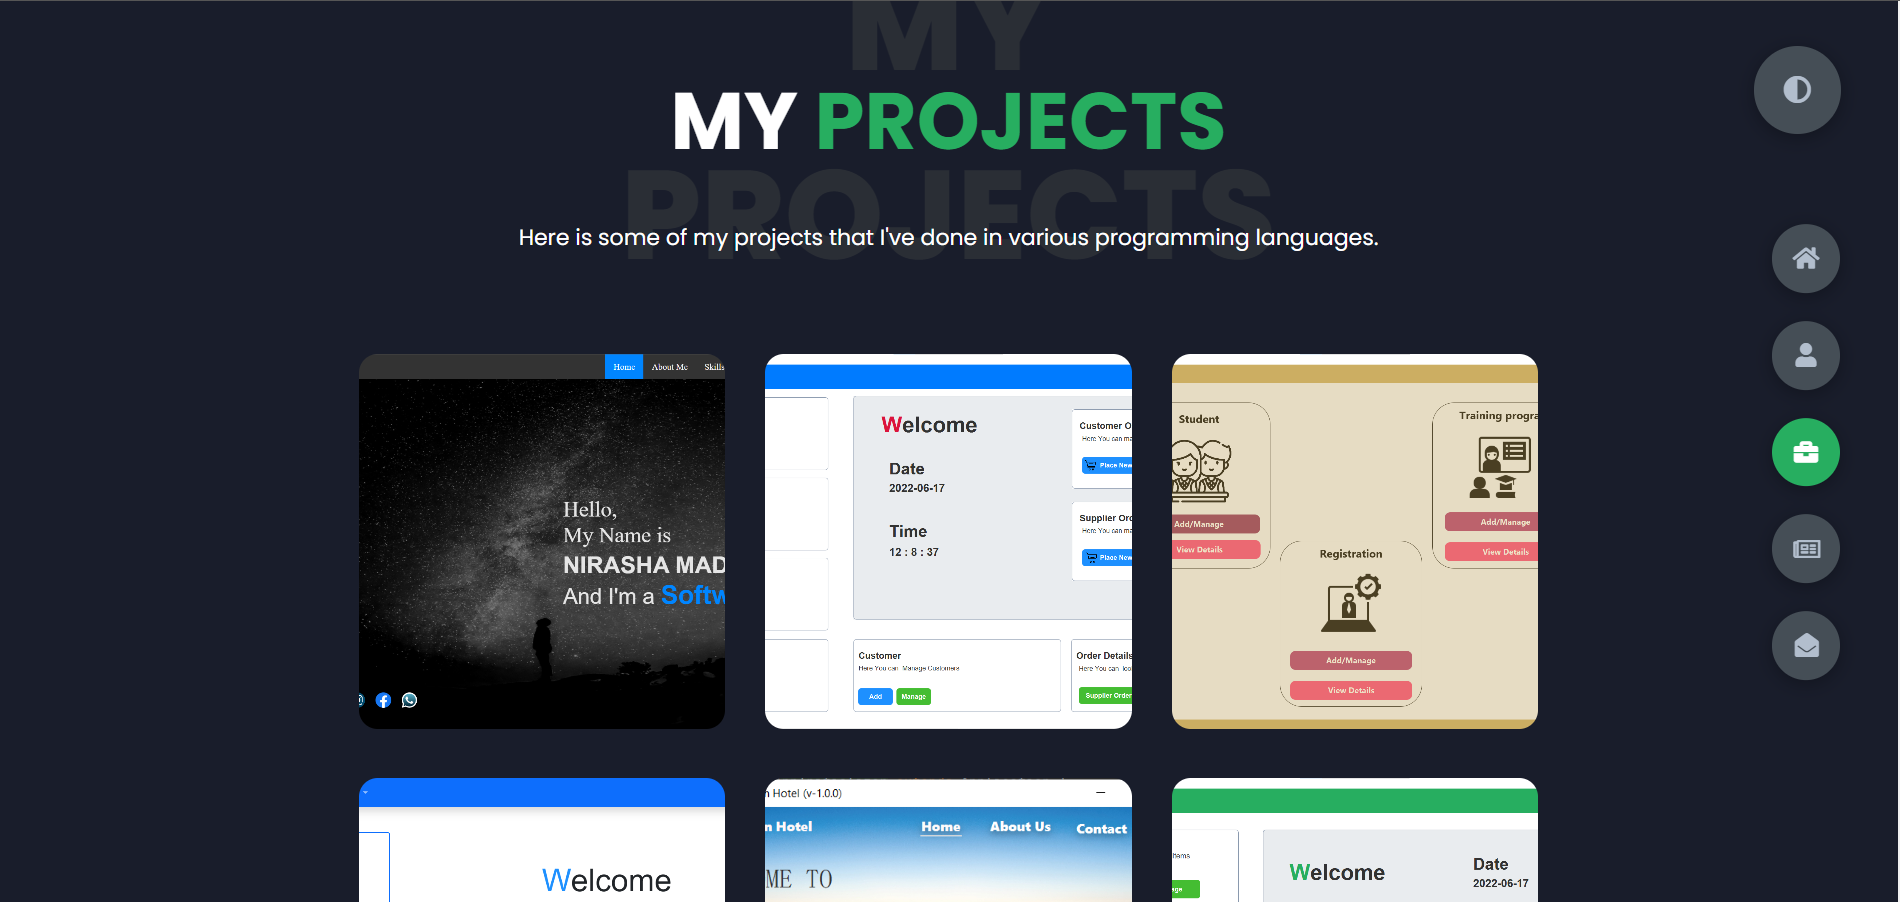 MY
MY PROJECTS
PROJECTS
Here is some of my projects that I've done in various programming languages.
Home About Me Skills
Hello,
My Name is
NIRASHA MAD
And I'm a Softw
Welcome
Date
2022-06-17
Time
12 : 8 : 37
Customer O
Here You can ma
Place New
Supplier Ord
Here You can ma
Place New
Customer
Here You can Manage Customers
Add Manage
Order Details
Here You can loo
Supplier Order
Student
Add/Manage
View Details
Training progra
Add/Manage
View Details
Registration
Add/Manage
View Details
Welcome
n Hotel (v-1.0.0)
n Hotel Home About Us Contact
ME TO
Items
age
Welcome
Date
2022-06-17